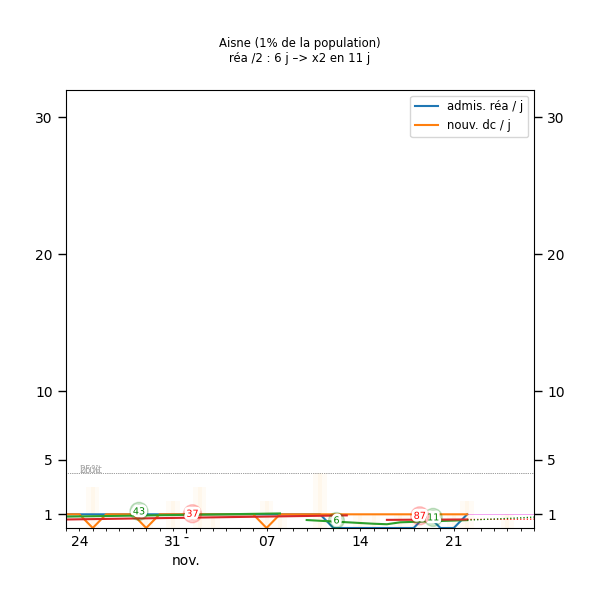 Aisne (1% de la population)
réa /2 : 6 j –> x2 en 11 j
admis. réa / j
nouv. dc / j
30 30
20 20
10 10
5 5
1 1
43 37 6 87 11
24 31 - 07 14 21
nov.